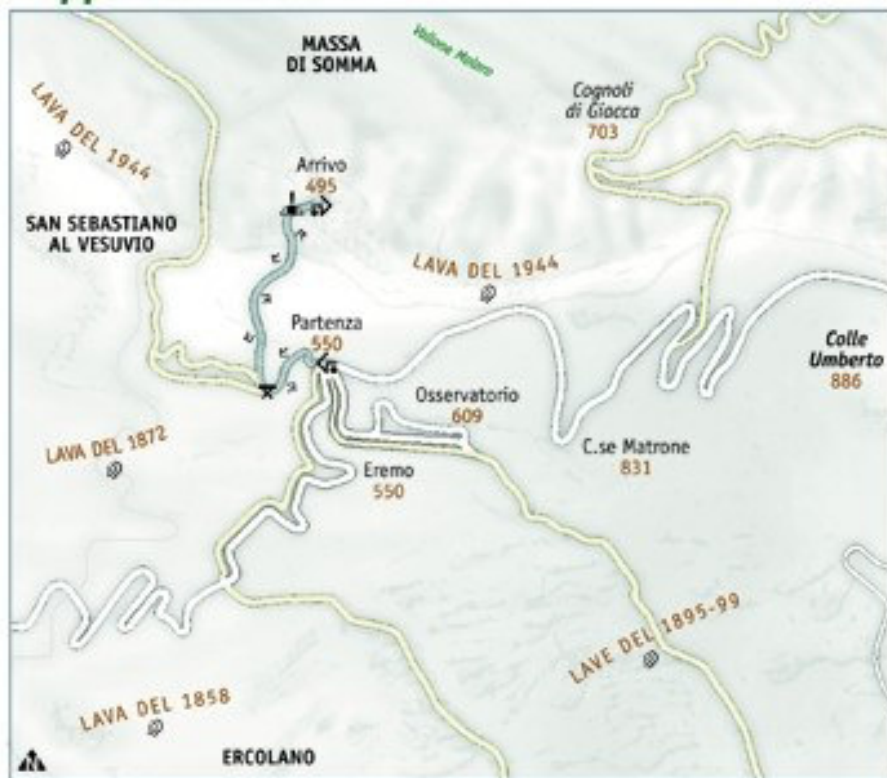 MASSA
DI SOMMA
Vallone Molaro
Cognoli
di Giacca
703
LAVA DEL 1944
Arrivo
495
SAN SEBASTIANO
AL VESUVIO
LAVA DEL 1944
Partenza
550
Colle
Umberto
886
Osservatorio
609
LAVA DEL 1872
C.se Matrone
831
Eremo
550
LAVE DEL 1895-99
LAVA DEL 1858
ERCOLANO
N